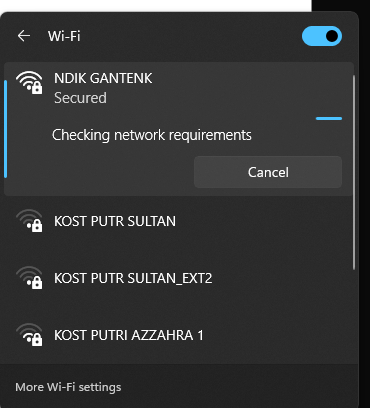 Wi-Fi
NDIK GANTENK
Secured
Checking network requirements
Cancel
KOST PUTR SULTAN
KOST PUTR SULTAN_EXT2
KOST PUTRI AZZAHRA 1
More Wi-Fi settings